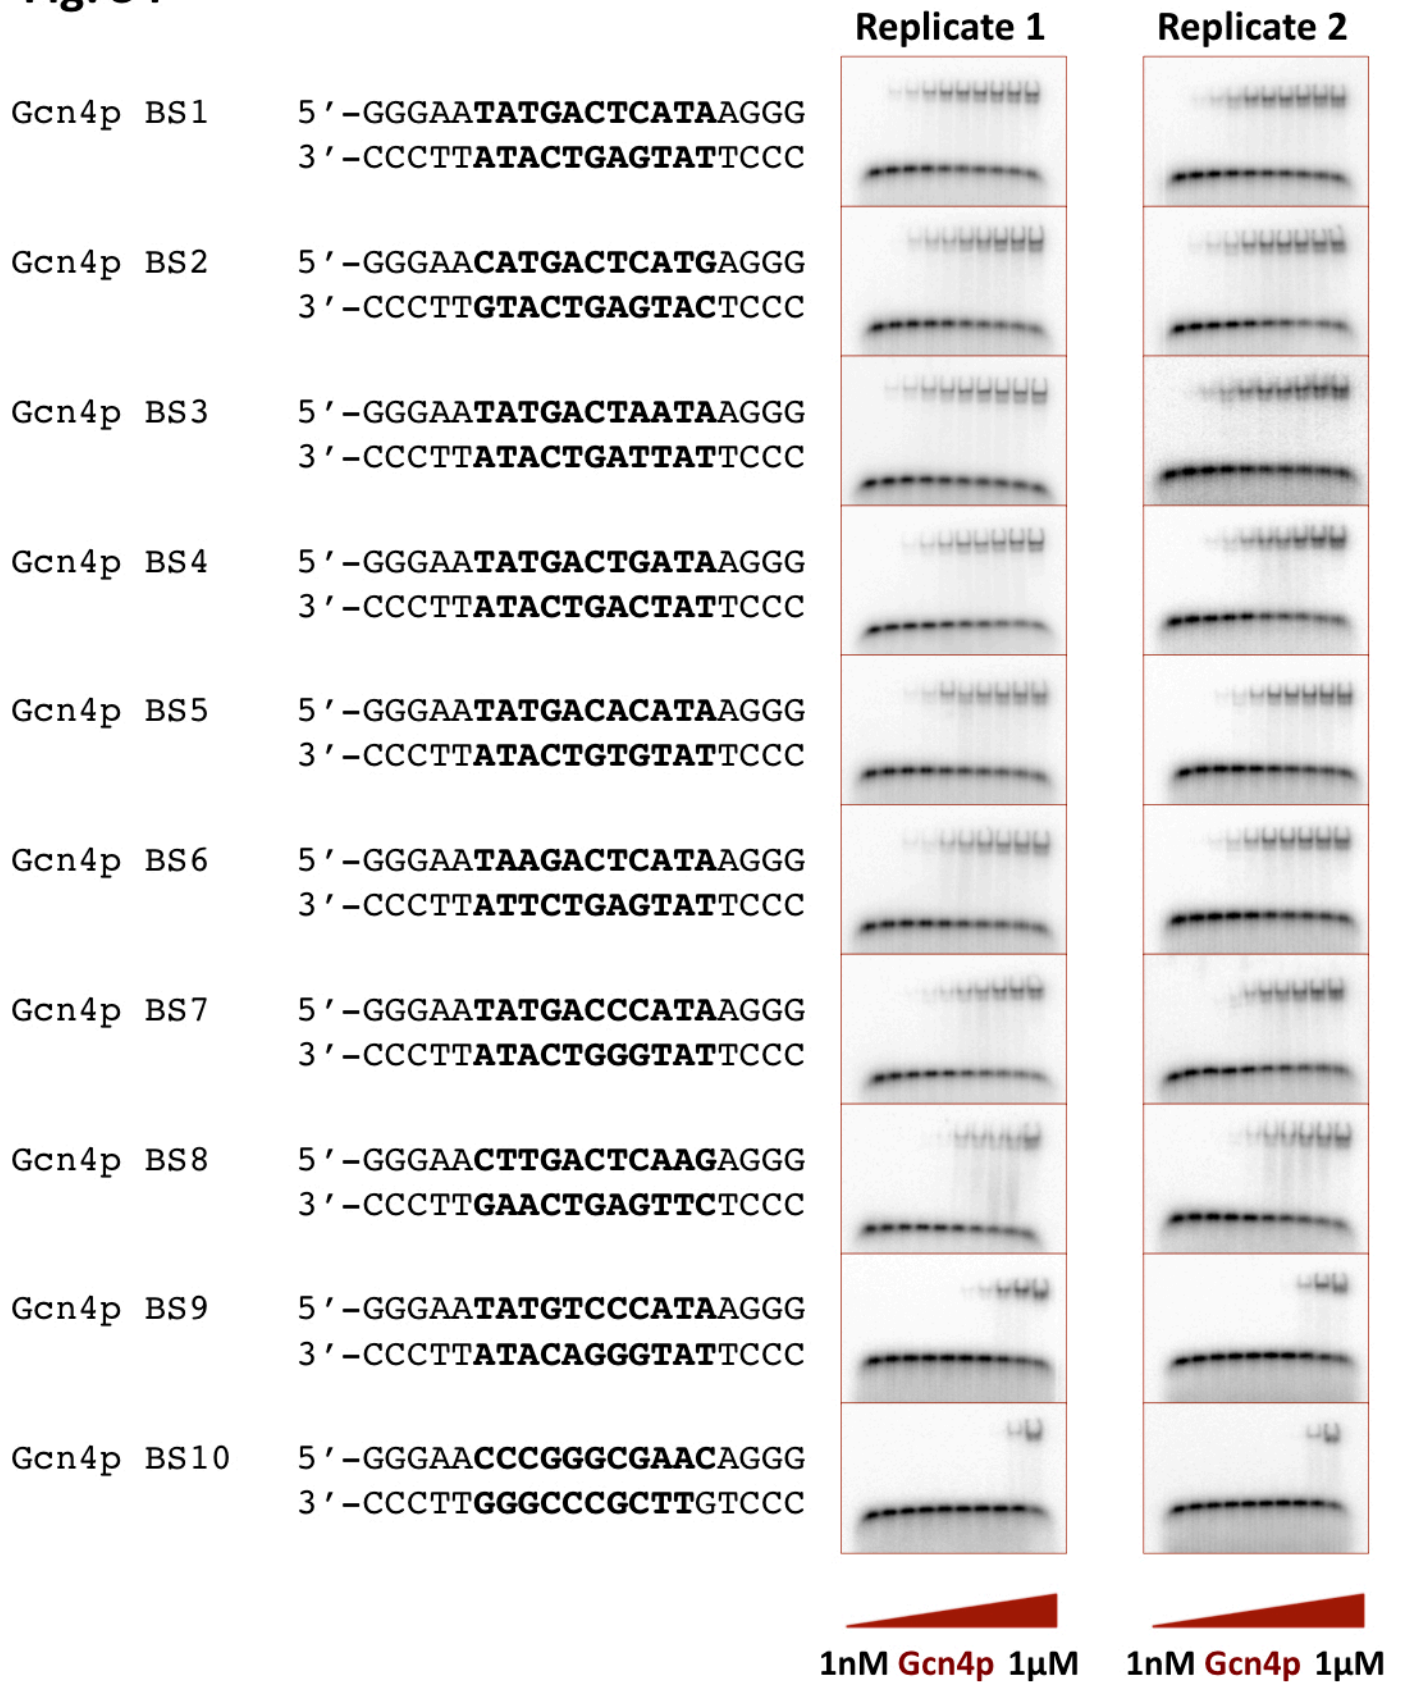 Replicate 1 Replicate 2
Gcn4p BS1 5′-GGGAATATGACTCATAAGGG
3′-CCCTTATACTGAGTATTCCC
Gcn4p BS2 5′-GGGAACATGACTCATGAGGG
3′-CCCTTGTACTGAGTACTCCC
Gcn4p BS3 5′-GGGAATATGACTAATAAGGG
3′-CCCTTATACTGATTATTCCC
Gcn4p BS4 5′-GGGAATATGACTGATAAGGG
3′-CCCTTATACTGACTATTCCC
Gcn4p BS5 5′-GGGAATATGACACATAAGGG
3′-CCCTTATACTGTGTATTCCC
Gcn4p BS6 5′-GGGAATAAGACTCATAAGGG
3′-CCCTTATTCTGAGTATTCCC
Gcn4p BS7 5′-GGGAATATGACCCATAAGGG
3′-CCCTTATACTGGGTATTCCC
Gcn4p BS8 5′-GGGAACTTGACTCAAGAGGG
3′-CCCTTGAACTGAGTTCTCCC
Gcn4p BS9 5′-GGGAATATGTCCCATAAGGG
3′-CCCTTATACAGGGTATTCCC
Gcn4p BS10 5′-GGGAACCCGGGCGAACAGGG
3′-CCCTTGGGCCCGCTTGTCCC
1nM Gcn4p 1µM 1nM Gcn4p 1µM